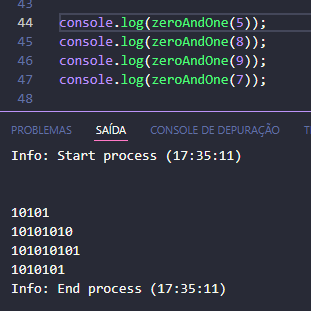 43
44 console.log(zeroAndOne(5));
45 console.log(zeroAndOne(8));
46 console.log(zeroAndOne(9));
47 console.log(zeroAndOne(7));
48
PROBLEMAS SAÍDA CONSOLE DE DEPURAÇÃO
Info: Start process (17:35:11)
10101
10101010
101010101
1010101
Info: End process (17:35:11)